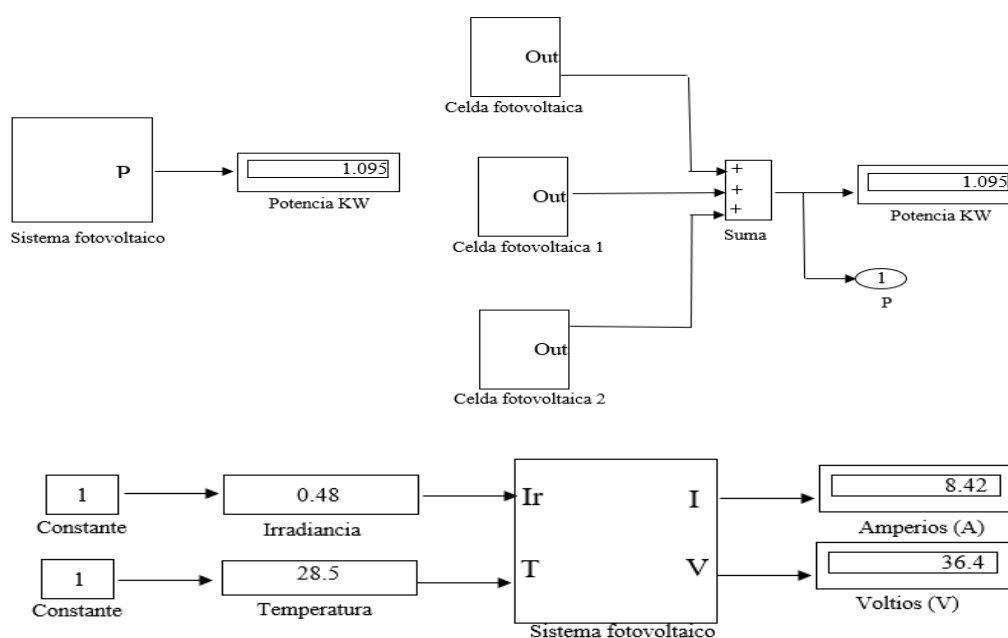 P
1.095
Potencia KW
Sistema fotovoltaico
Out
Celda fotovoltaica
Out
Celda fotovoltaica 1
Out
Celda fotovoltaica 2
+
+
+
Suma
1.095
Potencia KW
1
P
1
Constante
0.48
Irradiancia
1
Constante
28.5
Temperatura
Ir
I
T
V
Sistema fotovoltaico
8.42
Amperios (A)
36.4
Voltios (V)